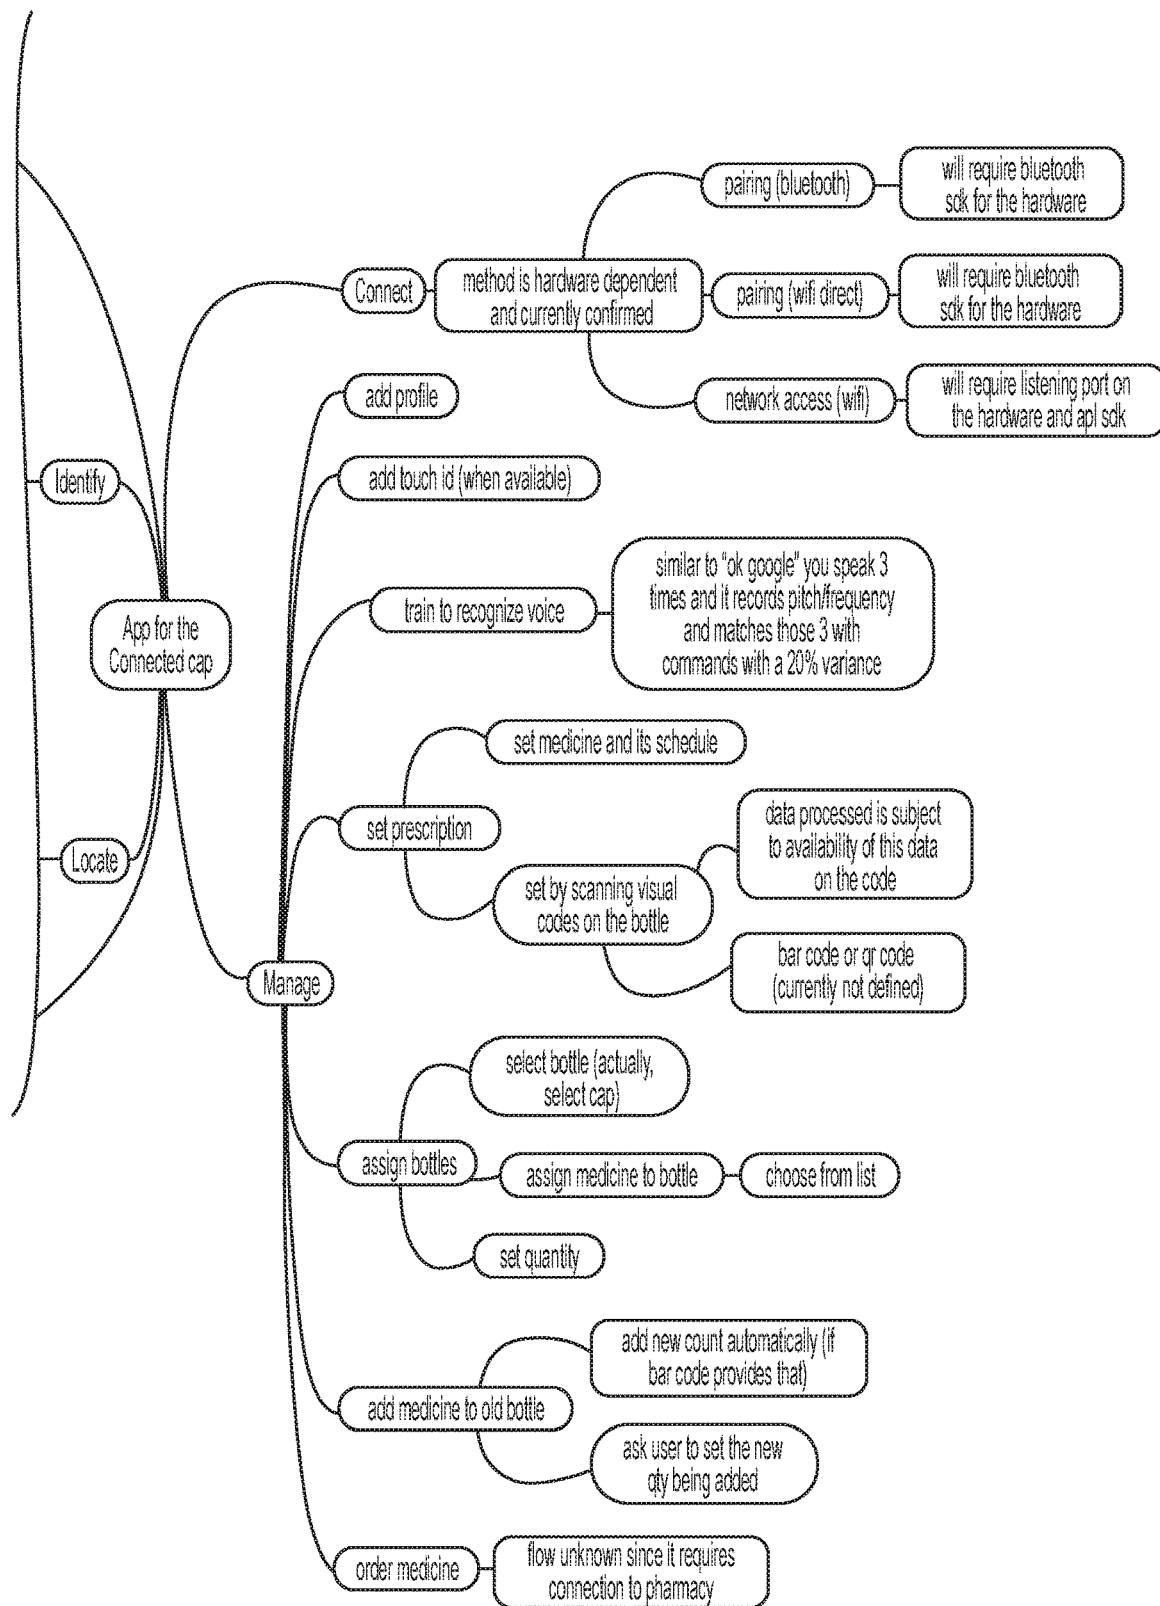 pairing (bluetooth)
will require bluetooth
sdk for the hardware
Connect
method is hardware dependent
and currently confirmed
pairing (wifi direct)
will require bluetooth
sdk for the hardware
network access (wifi)
will require listening port on
the hardware and apl sdk
add profile
Identify
add touch id (when available)
App for the
Connected cap
train to recognize voice
similar to "ok google" you speak 3
times and it records pitch/frequency
and matches those 3 with
commands with a 20% variance
set medicine and its schedule
set prescription
Locate
set by scanning visual
codes on the bottle
data processed is subject
to availability of this data
on the code
bar code or qr code
(currently not defined)
Manage
select bottle (actually,
select cap)
assign bottles
assign medicine to bottle
choose from list
set quantity
add new count automatically (if
bar code provides that)
add medicine to old bottle
ask user to set the new
qty being added
order medicine
flow unknown since it requires
connection to pharmacy